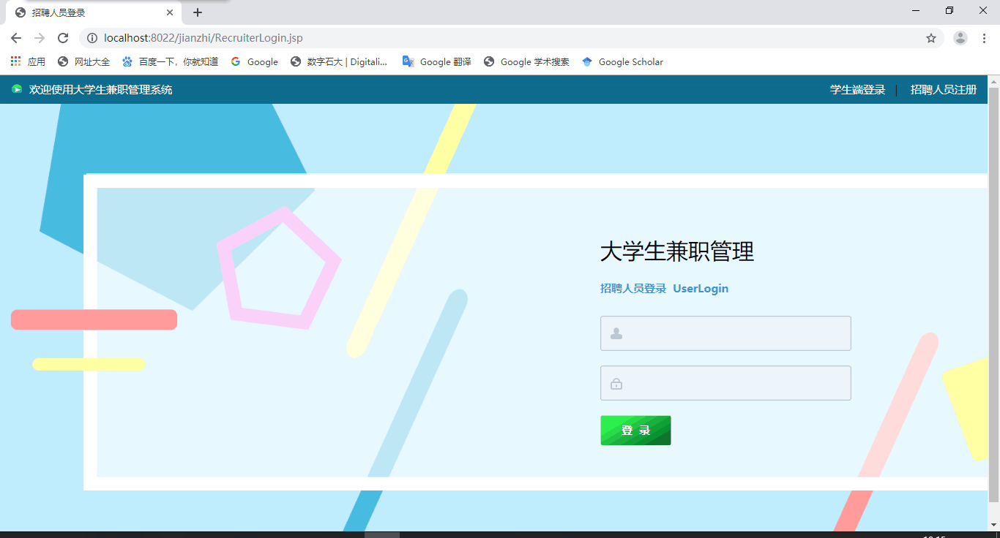 招聘人员登录
localhost:8022/jianzhi/RecruiterLogin.jsp
应用 网址大全 百度一下，你就知道 Google 数字石大 | Digitali... Google 翻译 Google 学术搜索 Google Scholar
欢迎使用大学生兼职管理系统 学生端登录 招聘人员注册
大学生兼职管理
招聘人员登录 UserLogin
登 录